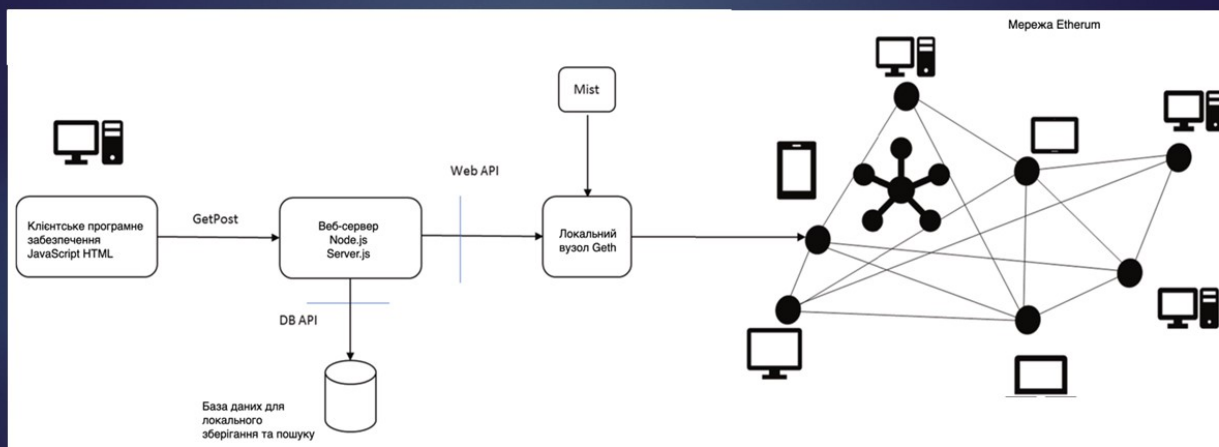 Мережа Etherum
Mist
Web API
Клієнтське програмне
забезпечення
JavaScript HTML
GetPost
Веб-сервер
Node.js
Server.js
Локальний
вузол Geth
DB API
База даних для
локального
зберігання та пошуку